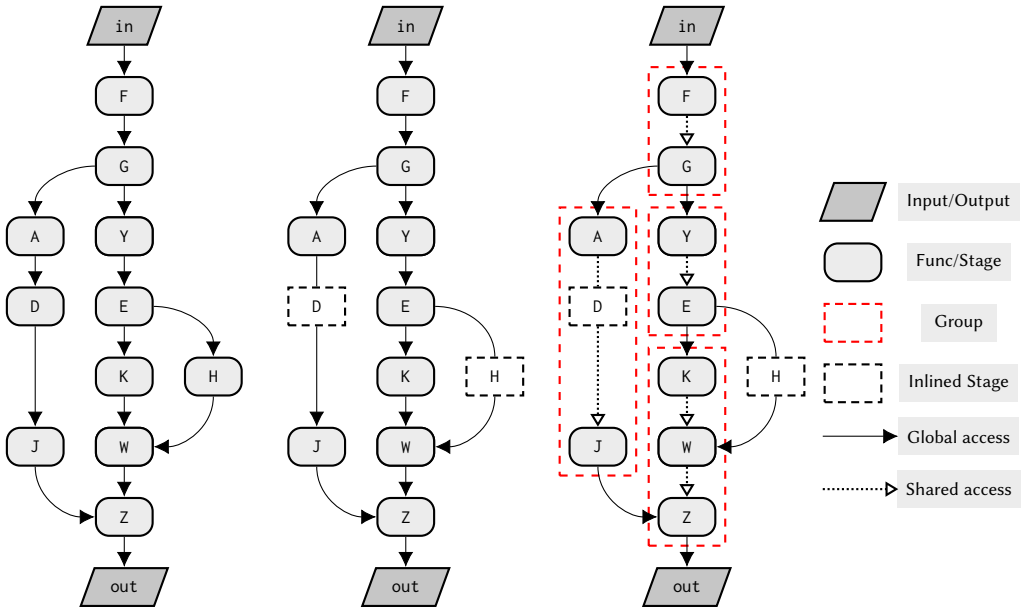 in
F
G
A
Y
D
E
K
H
J
W
Z
out
in
F
G
A
Y
D
E
K
H
J
W
Z
out
in
F
G
A
Y
D
E
K
H
J
W
Z
out
Input/Output
Func/Stage
Group
Inlined Stage
Global access
Shared access